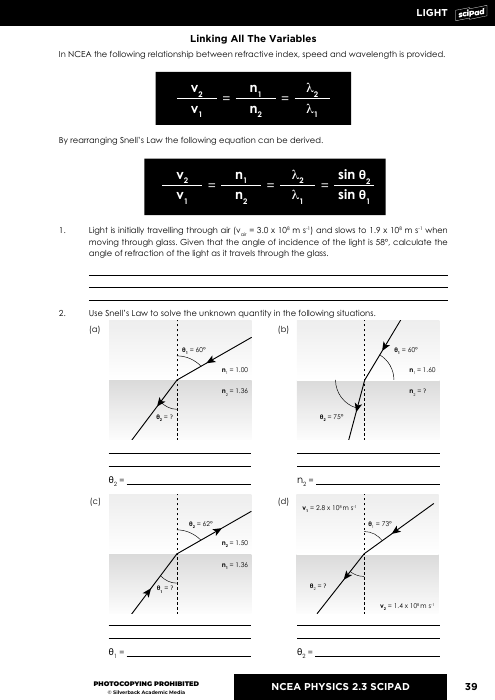 LIGHT scipad
Linking All The Variables
In NCEA the following relationship between refractive index, speed and wavelength is provided.
v₂/v₁ = n₁/n₂ = λ₂/λ₁
By rearranging Snell's Law the following equation can be derived.
v₂/v₁ = n₁/n₂ = λ₂/λ₁ = sin θ₂/sin θ₁
1. Light is initially travelling through air (v_air = 3.0 x 10⁸ m s⁻¹) and slows to 1.9 x 10⁸ m s⁻¹ when
moving through glass. Given that the angle of incidence of the light is 58°, calculate the
angle of refraction of the light as it travels through the glass.
2. Use Snell's Law to solve the unknown quantity in the following situations.
(a)
θ₁ = 60°
n₁ = 1.00
n₂ = 1.36
θ₂ = ?
θ₂ =
(b)
θ₁ = 60°
n₁ = 1.60
n₂ = ?
θ₂ = 75°
n₂ =
(c)
θ₂ = 62°
n₂ = 1.50
n₁ = 1.36
θ₁ = ?
θ₁ =
(d)
v₁ = 2.8 x 10⁸ m s⁻¹
θ₁ = 73°
θ₂ = ?
v₂ = 1.4 x 10⁸ m s⁻¹
θ₂ =
PHOTOCOPYING PROHIBITED
© Silverback Academic Media
NCEA PHYSICS 2.3 SCIPAD
39